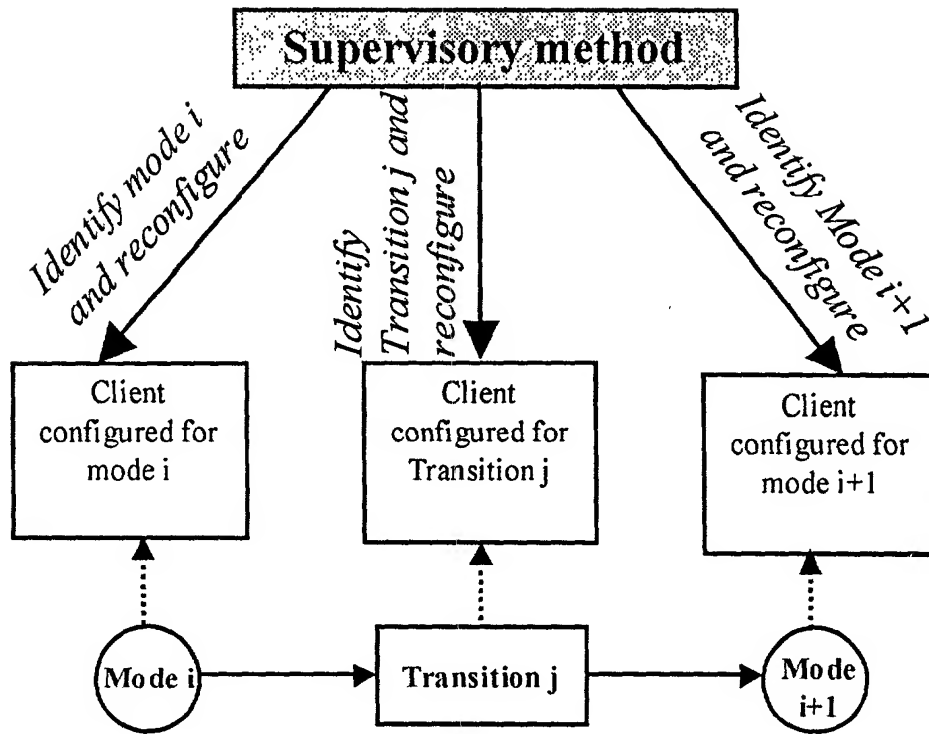 Supervisory method
Identify mode i
and reconfigure
Identify
Transition j and
reconfigure
Identify Mode i+1
and reconfigure
Client
configured for
mode i
Client
configured for
Transition j
Client
configured for
mode i+1
Mode i
Transition j
Mode
i+1